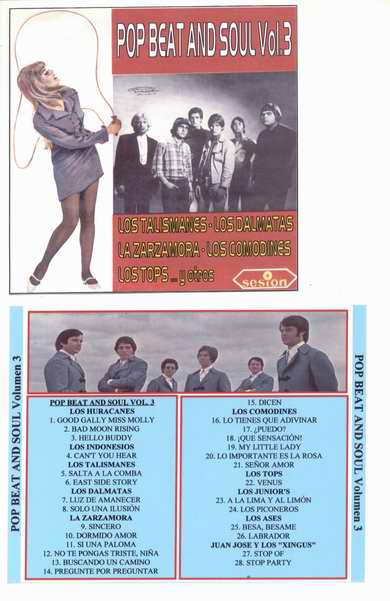 POP BEAT AND SOUL Vol.3
LOS TALISMANES - LOS DALMATAS
LA ZARZAMORA - LOS COMODINES
LOS TOPS ... y otros
sesion
POP BEAT AND SOUL Volumen 3
POP BEAT AND SOUL VOL. 3
LOS HURACANES
1. GOOD GALLY MISS MOLLY
2. BAD MOON RISING
3. HELLO BUDDY
LOS INDONESIOS
4. CAN'T YOU HEAR
LOS TALISMANES
5. SALTA A LA COMBA
6. EAST SIDE STORY
LOS DALMATAS
7. LUZ DE AMANECER
8. SOLO UNA ILUSIÓN
LA ZARZAMORA
9. SINCERO
10. DORMIDO AMOR
11. SI UNA PALOMA
12. NO TE PONGAS TRISTE, NIÑA
13. BUSCANDO UN CAMINO
14. PREGUNTE POR PREGUNTAR
15. DICEN
LOS COMODINES
16. LO TIENES QUE ADIVINAR
17. ¿PUEDO?
18. ¡QUE SENSACIÓN!
19. MY LITTLE LADY
20. LO IMPORTANTE ES LA ROSA
21. SEÑOR AMOR
LOS TOPS
22. VENUS
LOS JUNIOR'S
23. A LA LIMA Y AL LIMÓN
24. LOS PICONEROS
LOS ASES
25. BESA, BESAME
26. LABRADOR
JUAN JOSE Y LOS "XINGUS"
27. STOP OF
28. STOP PARTY
POP BEAT AND SOUL Volumen 3